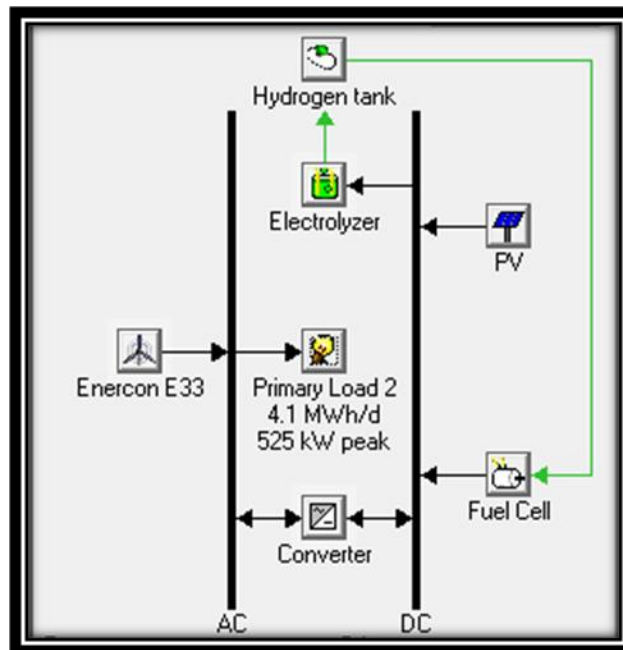 Hydrogen tank
Electrolyzer
PV
Enercon E33
Primary Load 2
4.1 MWh/d
525 kW peak
Fuel Cell
Converter
AC
DC